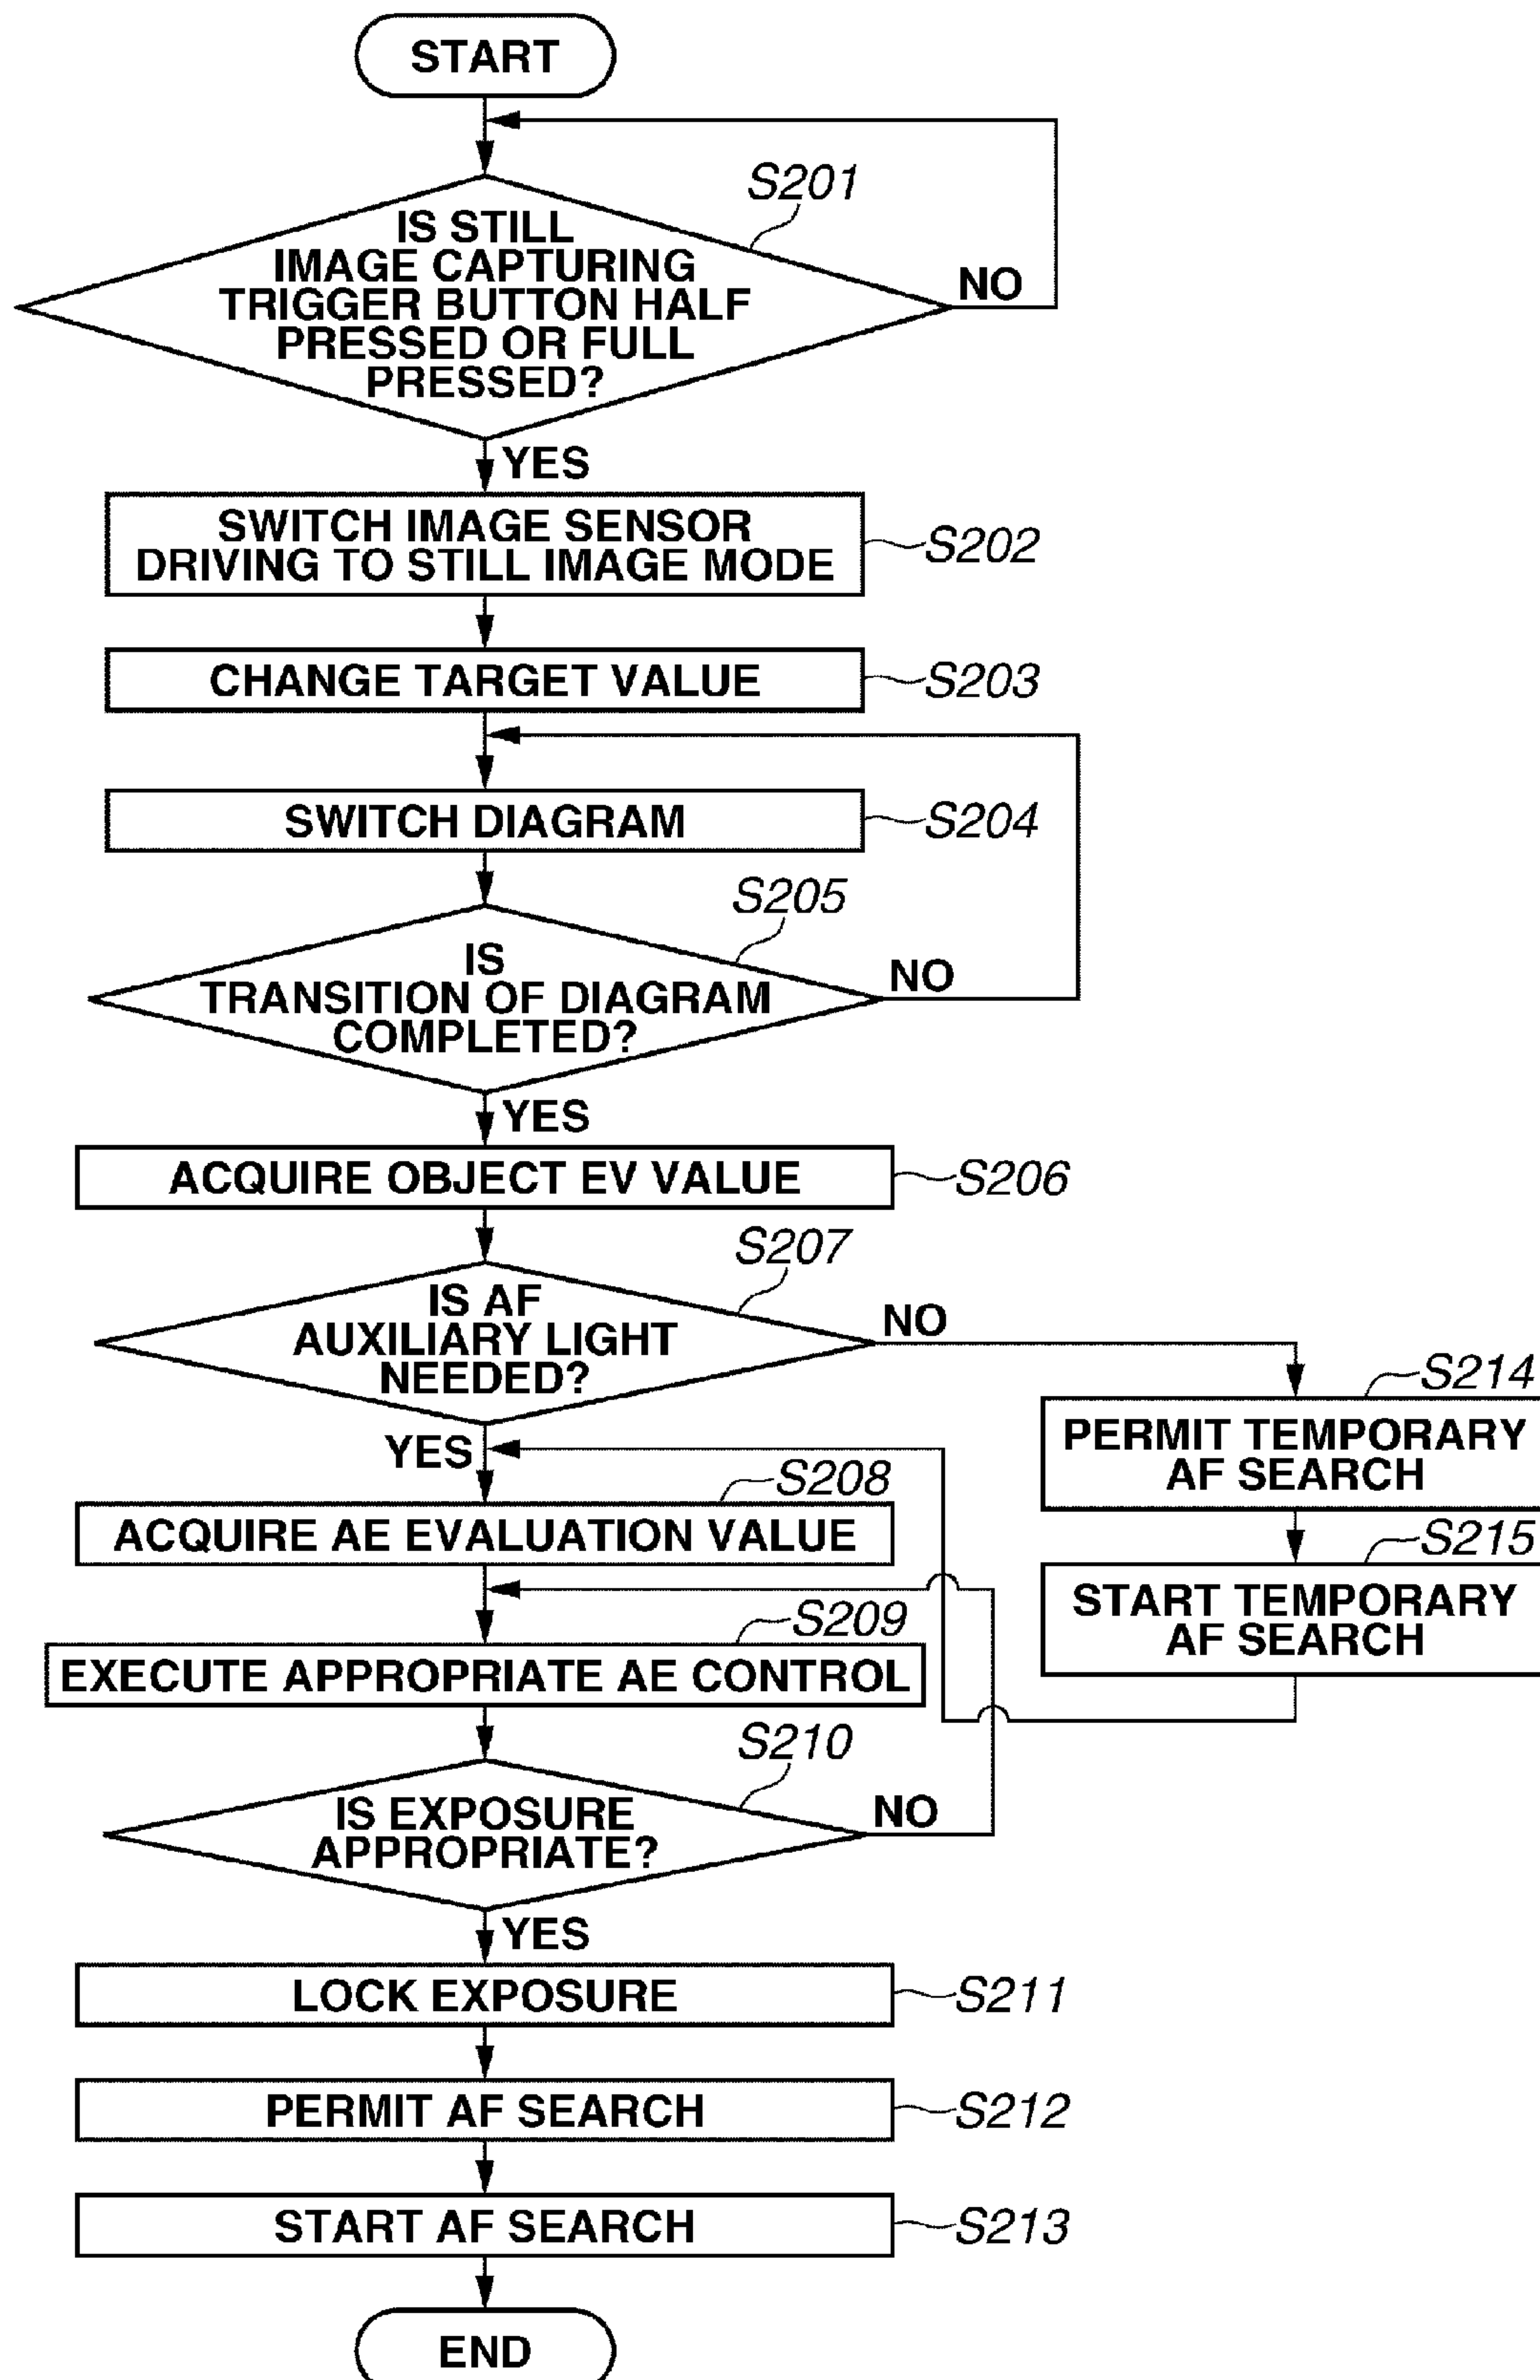 START
S201
IS STILL
IMAGE CAPTURING
TRIGGER BUTTON HALF
PRESSED OR FULL
PRESSED?
NO
YES
SWITCH IMAGE SENSOR
DRIVING TO STILL IMAGE MODE
S202
CHANGE TARGET VALUE
S203
SWITCH DIAGRAM
S204
S205
IS
TRANSITION OF DIAGRAM
COMPLETED?
NO
YES
ACQUIRE OBJECT EV VALUE
S206
S207
IS AF
AUXILIARY LIGHT
NEEDED?
NO
YES
S214
PERMIT TEMPORARY
AF SEARCH
S215
START TEMPORARY
AF SEARCH
S208
ACQUIRE AE EVALUATION VALUE
S209
EXECUTE APPROPRIATE AE CONTROL
S210
IS EXPOSURE
APPROPRIATE?
NO
YES
LOCK EXPOSURE
S211
PERMIT AF SEARCH
S212
START AF SEARCH
S213
END